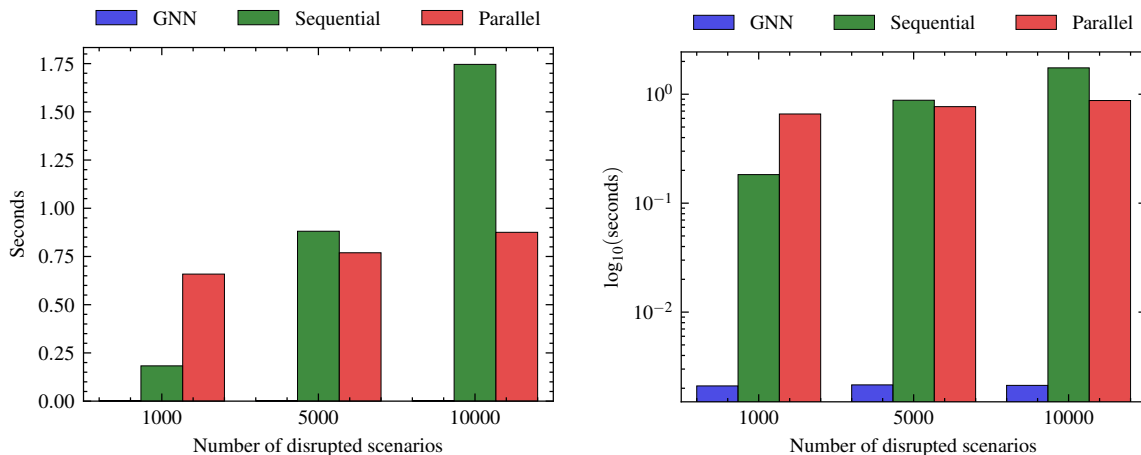 GNN Sequential Parallel
1.75
1.50
1.25
1.00
0.75
0.50
0.25
0.00
Seconds
1000 5000 10000
Number of disrupted scenarios
GNN Sequential Parallel
10⁰
10⁻¹
10⁻²
log₁₀(seconds)
1000 5000 10000
Number of disrupted scenarios